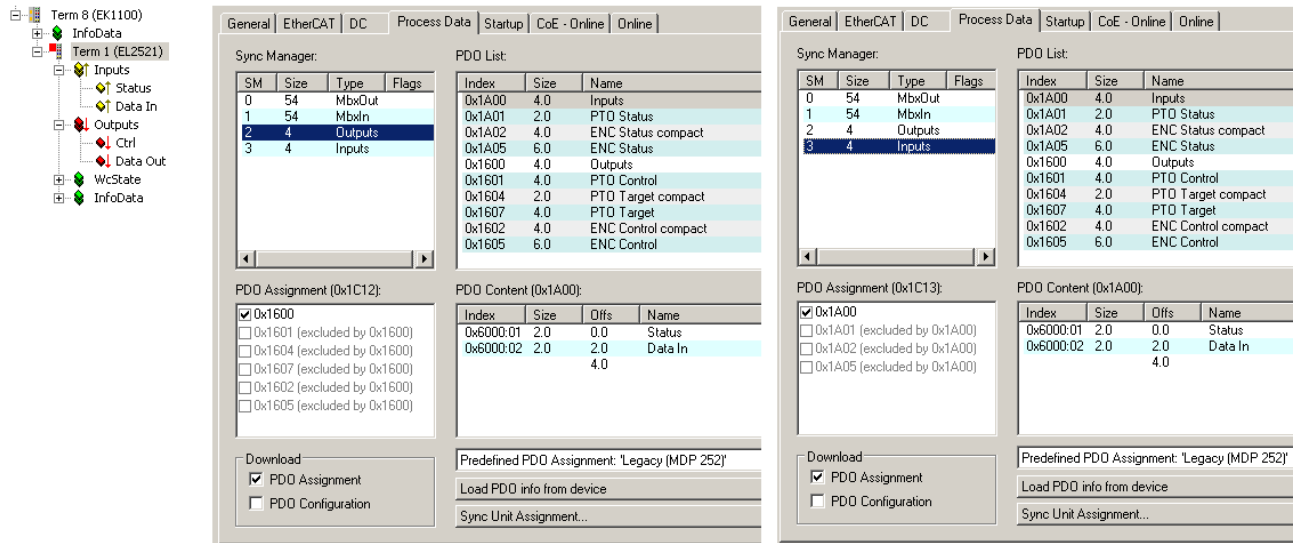 Term 8 (EK1100)
InfoData
Term 1 (EL2521)
Inputs
Status
Data In
Outputs
Ctrl
Data Out
WcState
InfoData
General EtherCAT DC Process Data Startup CoE - Online Online
Sync Manager:
SM Size Type Flags
0 54 MbxOut
1 54 MbxIn
2 4 Outputs
3 4 Inputs
PDO List:
Index Size Name
0x1A00 4.0 Inputs
0x1A01 2.0 PTO Status
0x1A02 4.0 ENC Status compact
0x1A05 6.0 ENC Status
0x1600 4.0 Outputs
0x1601 4.0 PTO Control
0x1604 2.0 PTO Target compact
0x1607 4.0 PTO Target
0x1602 4.0 ENC Control compact
0x1605 6.0 ENC Control
PDO Assignment (0x1C12):
0x1600
0x1601 (excluded by 0x1600)
0x1604 (excluded by 0x1600)
0x1607 (excluded by 0x1600)
0x1602 (excluded by 0x1600)
0x1605 (excluded by 0x1600)
PDO Content (0x1A00):
Index Size Offs Name
0x6000:01 2.0 0.0 Status
0x6000:02 2.0 2.0 Data In
4.0
Download
PDO Assignment
PDO Configuration
Predefined PDO Assignment: 'Legacy (MDP 252)'
Load PDO info from device
Sync Unit Assignment...
General EtherCAT DC Process Data Startup CoE - Online Online
Sync Manager:
SM Size Type Flags
0 54 MbxOut
1 54 MbxIn
2 4 Outputs
3 4 Inputs
PDO List:
Index Size Name
0x1A00 4.0 Inputs
0x1A01 2.0 PTO Status
0x1A02 4.0 ENC Status compact
0x1A05 6.0 ENC Status
0x1600 4.0 Outputs
0x1601 4.0 PTO Control
0x1604 2.0 PTO Target compact
0x1607 4.0 PTO Target
0x1602 4.0 ENC Control compact
0x1605 6.0 ENC Control
PDO Assignment (0x1C13):
0x1A00
0x1A01 (excluded by 0x1A00)
0x1A02 (excluded by 0x1A00)
0x1A05 (excluded by 0x1A00)
PDO Content (0x1A00):
Index Size Offs Name
0x6000:01 2.0 0.0 Status
0x6000:02 2.0 2.0 Data In
4.0
Download
PDO Assignment
PDO Configuration
Predefined PDO Assignment: 'Legacy (MDP 252)'
Load PDO info from device
Sync Unit Assignment...